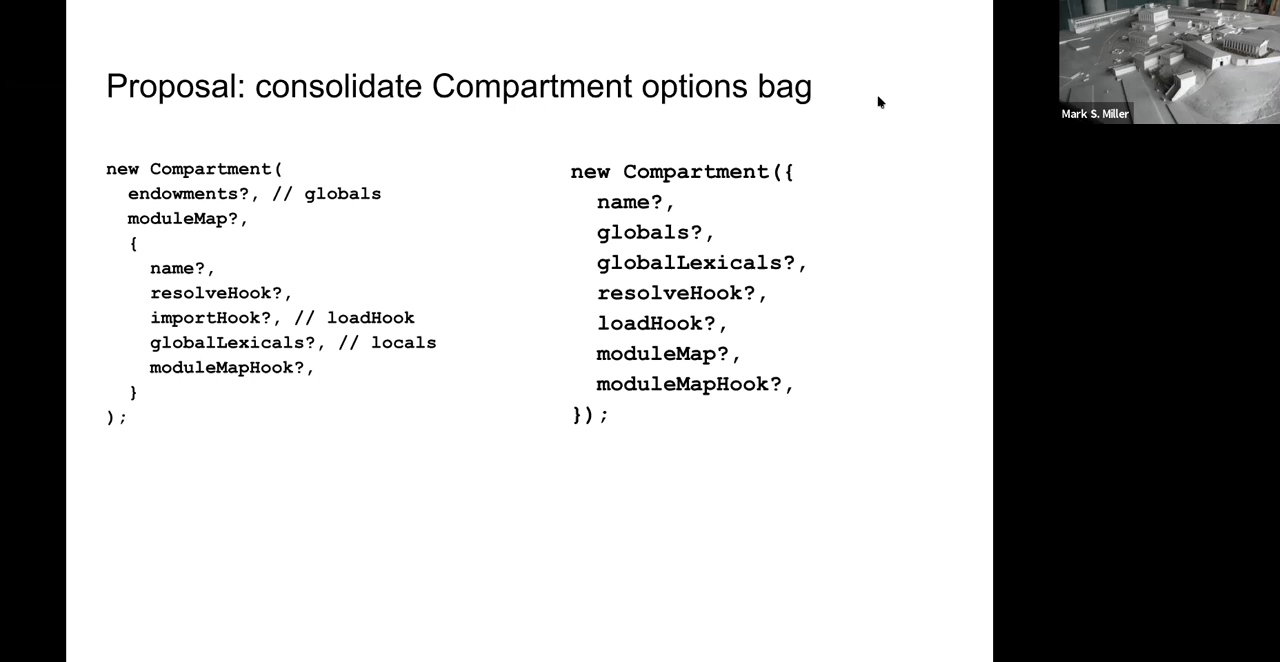 Proposal: consolidate Compartment options bag
new Compartment(
endowments?, // globals
moduleMap?,
{
name?,
resolveHook?,
importHook?, // loadHook
globalLexicals?, // locals
moduleMapHook?,
}
);
new Compartment({
name?,
globals?,
globalLexicals?,
resolveHook?,
loadHook?,
moduleMap?,
moduleMapHook?,
});
Mark S. Miller